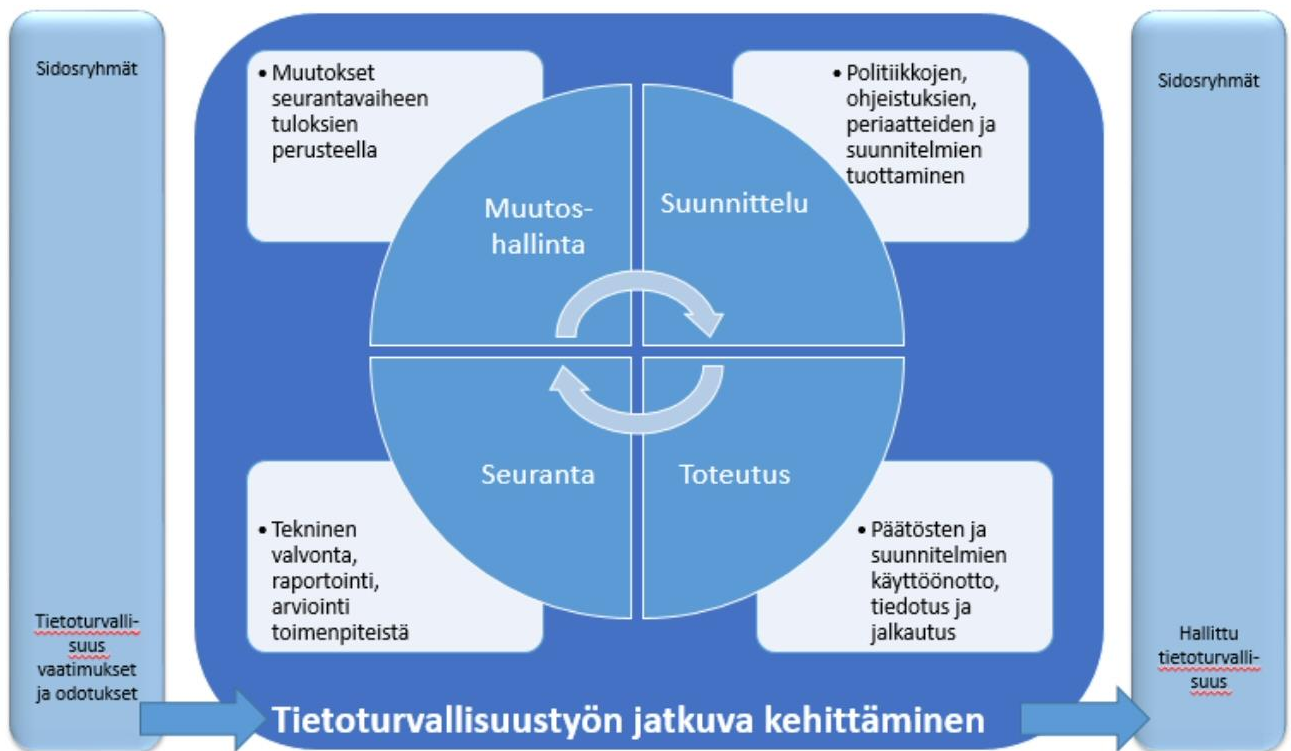 Sidosryhmät
Tietoturvalli-
suus
vaatimukset
ja odotukset
• Muutokset
seurantavaiheen
tuloksien
perusteella
• Politiikkojen,
ohjeistuksien,
periaatteiden ja
suunnitelmien
tuottaminen
Muutos-
hallinta
Suunnittelu
Seuranta
Toteutus
• Tekninen
valvonta,
raportointi,
arviointi
toimenpiteistä
• Päätösten ja
suunnitelmien
käyttöönotto,
tiedotus ja
jalkautus
Tietoturvallisuustyön jatkuva kehittäminen
Sidosryhmät
Hallittu
tietoturvalli-
suus